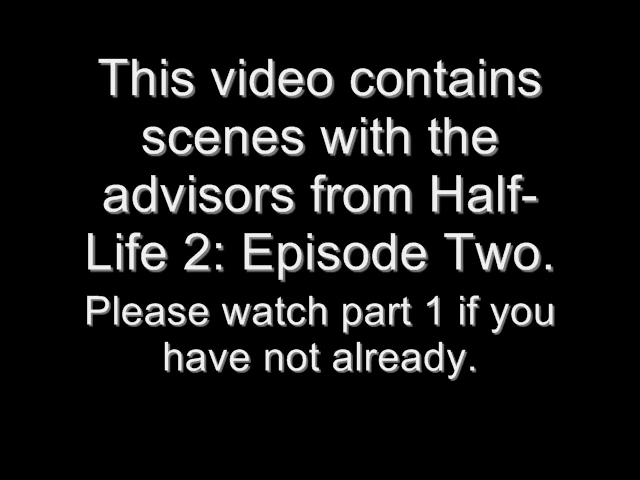 This video contains
scenes with the
advisors from Half-
Life 2: Episode Two.
Please watch part 1 if you
have not already.